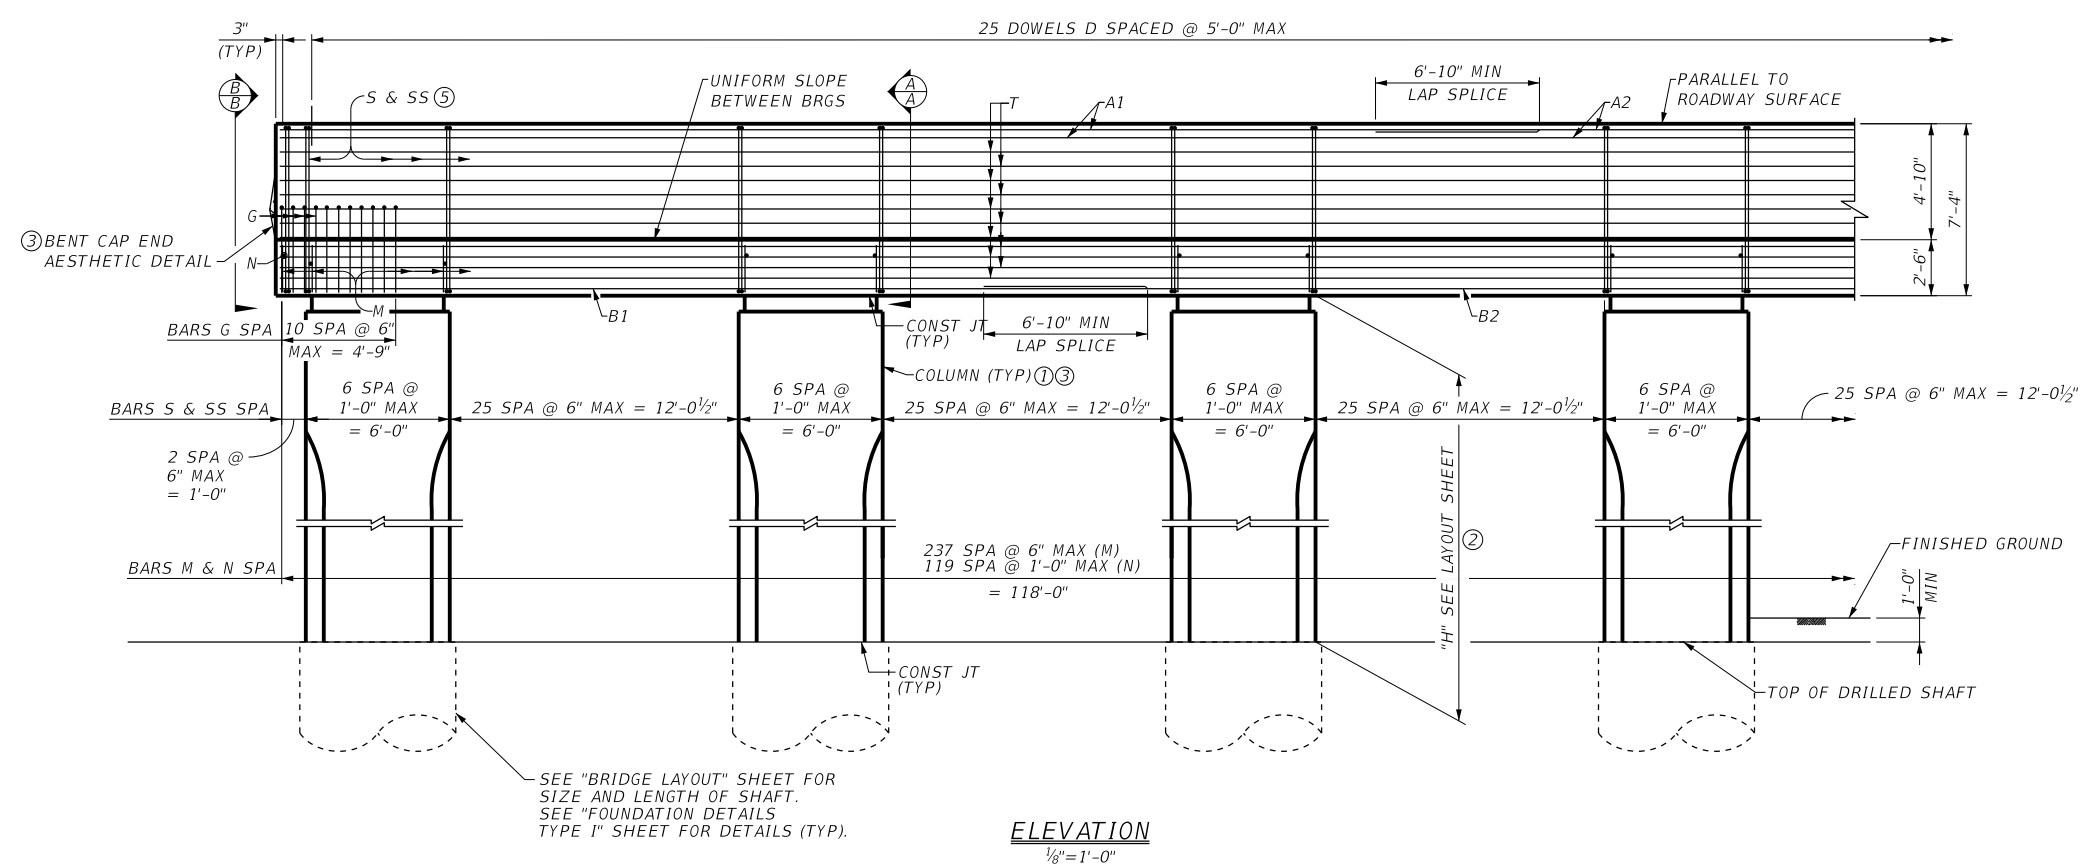 3"
(TYP)
25 DOWELS D SPACED @ 5'-0" MAX
B
B
S & SS ⑤
UNIFORM SLOPE
BETWEEN BRGS
A
A
T
A1
6'-10" MIN
LAP SPLICE
A2
PARALLEL TO
ROADWAY SURFACE
4'-10"
7'-4"
2'-6"
G
③ BENT CAP END
AESTHETIC DETAIL
N
M
B1
B2
BARS G SPA
10 SPA @ 6"
MAX = 4'-9"
CONST JT
(TYP)
6'-10" MIN
LAP SPLICE
COLUMN (TYP) ① ③
BARS S & SS SPA
6 SPA @
1'-0" MAX
= 6'-0"
25 SPA @ 6" MAX = 12'-0½"
6 SPA @
1'-0" MAX
= 6'-0"
25 SPA @ 6" MAX = 12'-0½"
6 SPA @
1'-0" MAX
= 6'-0"
25 SPA @ 6" MAX = 12'-0½"
6 SPA @
1'-0" MAX
= 6'-0"
25 SPA @ 6" MAX = 12'-0½"
2 SPA @
6" MAX
= 1'-0"
"H" SEE LAYOUT SHEET ②
BARS M & N SPA
237 SPA @ 6" MAX (M)
119 SPA @ 1'-0" MAX (N)
= 118'-0"
FINISHED GROUND
1'-0"
MIN
CONST JT
(TYP)
TOP OF DRILLED SHAFT
SEE "BRIDGE LAYOUT" SHEET FOR
SIZE AND LENGTH OF SHAFT.
SEE "FOUNDATION DETAILS
TYPE I" SHEET FOR DETAILS (TYP).
ELEVATION
⅛"=1'-0"